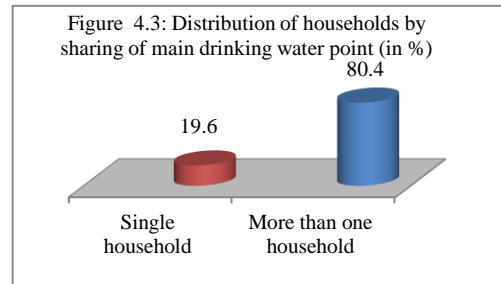 Figure 4.3: Distribution of households by
sharing of main drinking water point (in %)
80.4
19.6
Single
household
More than one
household